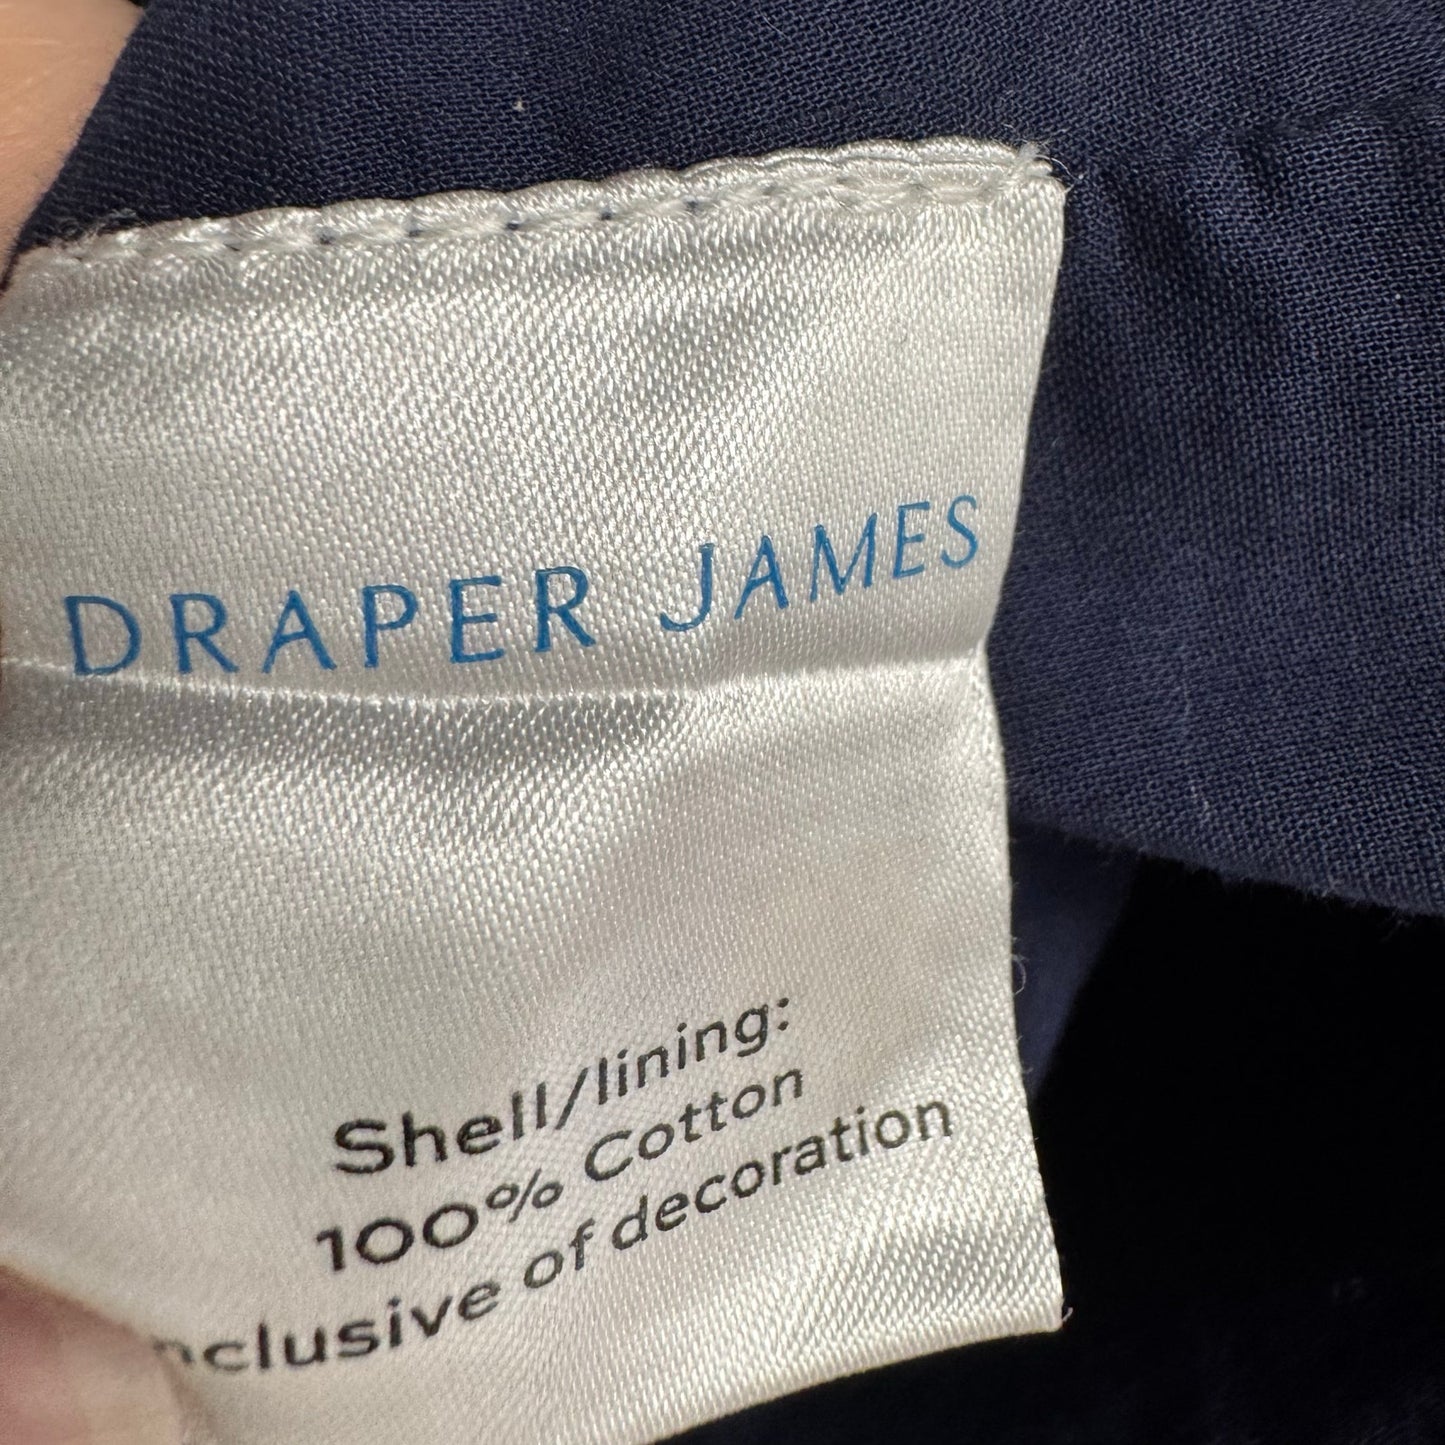 DRAPER JAMES
Shell/lining:
100% Cotton
nclusive of decoration